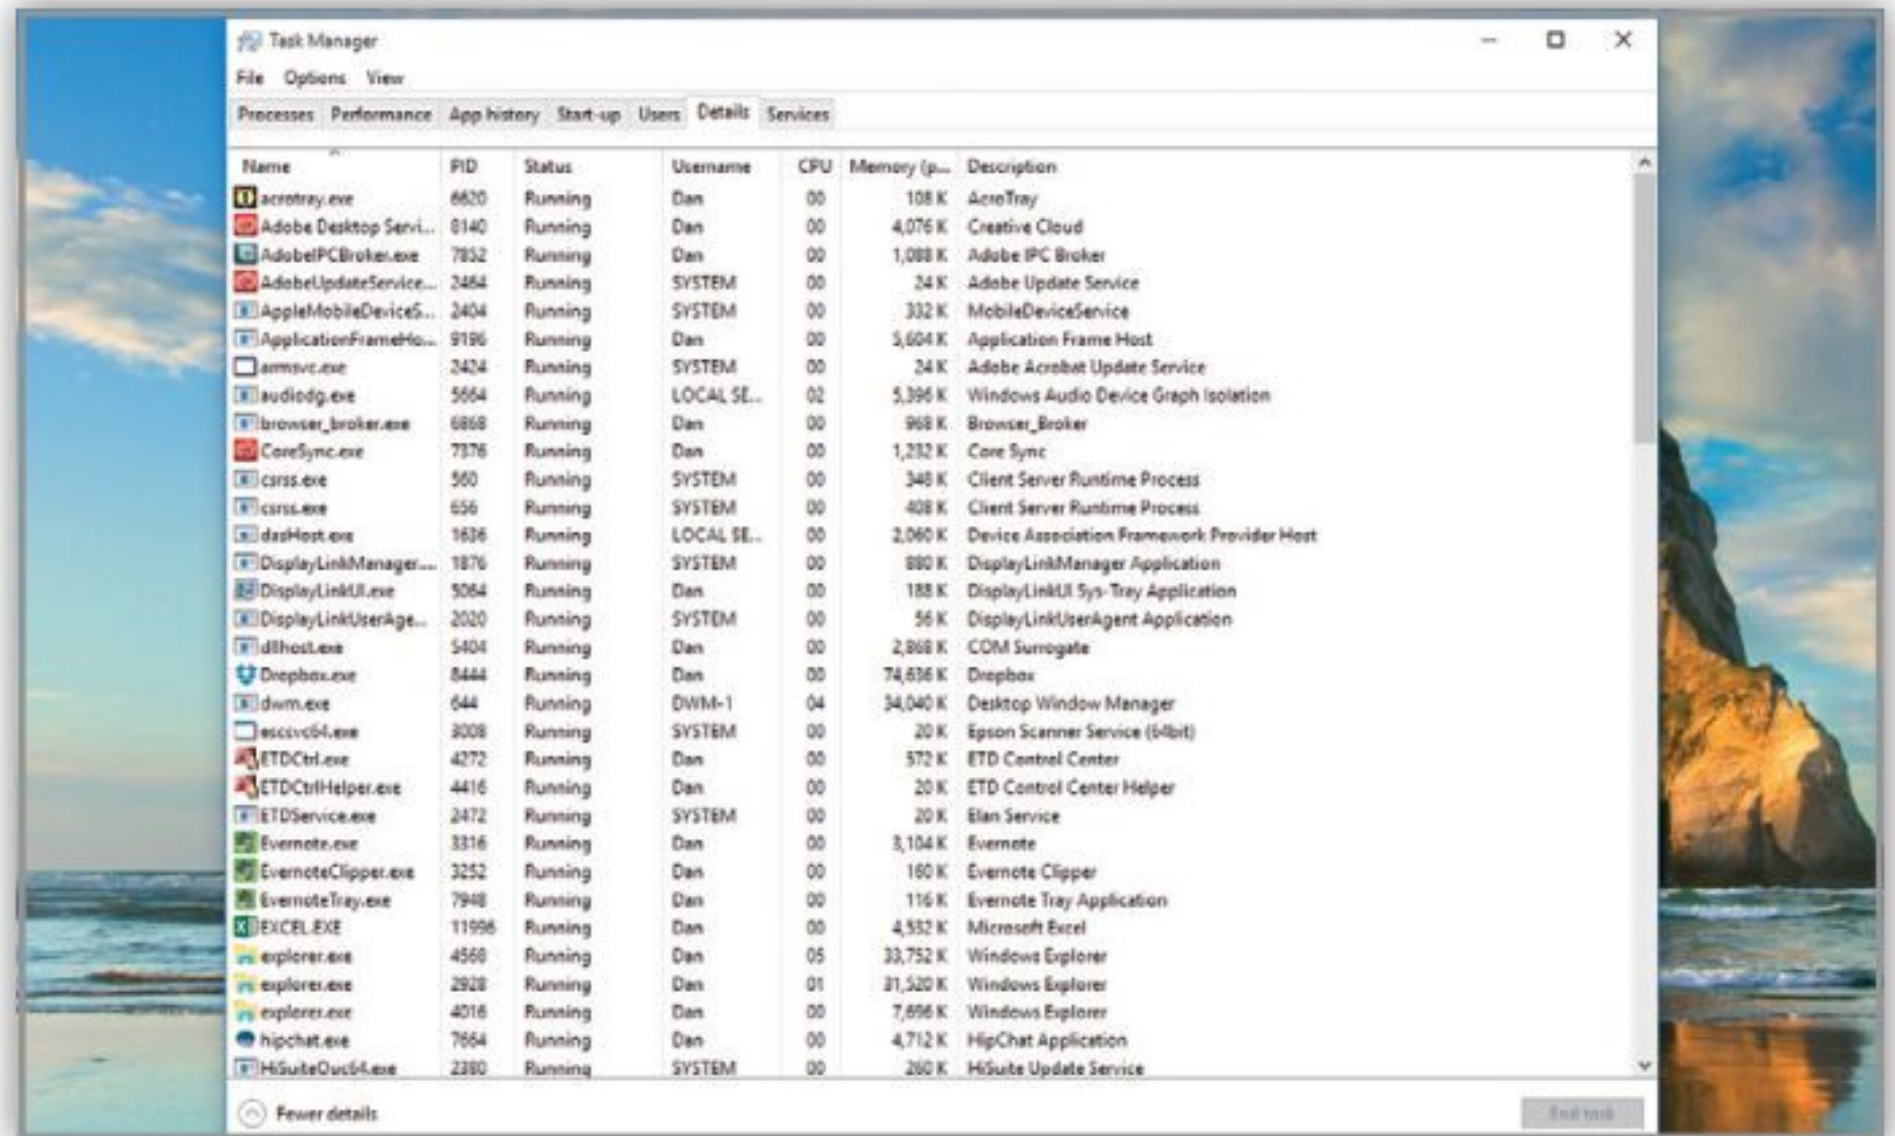 Task Manager
File Options View
Processes Performance App history Start-up Users Details Services
Name PID Status Username CPU Memory (p... Description
acrotray.exe 6620 Running Dan 00 108 K AcroTray
Adobe Desktop Servi... 8140 Running Dan 00 4,076 K Creative Cloud
AdobeIPCBroker.exe 7852 Running Dan 00 1,088 K Adobe IPC Broker
AdobeUpdateService... 2464 Running SYSTEM 00 24 K Adobe Update Service
AppleMobileDeviceS... 2404 Running SYSTEM 00 332 K MobileDeviceService
ApplicationFrameHo... 9196 Running Dan 00 5,604 K Application Frame Host
armsvc.exe 2424 Running SYSTEM 00 24 K Adobe Acrobat Update Service
audiodg.exe 5664 Running LOCAL SE... 02 5,396 K Windows Audio Device Graph Isolation
browser_broker.exe 6868 Running Dan 00 968 K Browser_Broker
CoreSync.exe 7376 Running Dan 00 1,232 K Core Sync
csrss.exe 560 Running SYSTEM 00 348 K Client Server Runtime Process
csrss.exe 656 Running SYSTEM 00 408 K Client Server Runtime Process
dasHost.exe 1636 Running LOCAL SE... 00 2,060 K Device Association Framework Provider Host
DisplayLinkManager.... 1876 Running SYSTEM 00 880 K DisplayLinkManager Application
DisplayLinkUI.exe 5064 Running Dan 00 188 K DisplayLinkUI Sys-Tray Application
DisplayLinkUserAge... 2020 Running SYSTEM 00 56 K DisplayLinkUserAgent Application
dllhost.exe 5404 Running Dan 00 2,868 K COM Surrogate
Dropbox.exe 8444 Running Dan 00 74,636 K Dropbox
dwm.exe 644 Running DWM-1 04 34,040 K Desktop Window Manager
escsvc64.exe 3008 Running SYSTEM 00 20 K Epson Scanner Service (64bit)
ETDCtrl.exe 4272 Running Dan 00 572 K ETD Control Center
ETDCtrlHelper.exe 4416 Running Dan 00 20 K ETD Control Center Helper
ETDService.exe 2472 Running SYSTEM 00 20 K Elan Service
Evernote.exe 3316 Running Dan 00 3,104 K Evernote
EvernoteClipper.exe 3252 Running Dan 00 160 K Evernote Clipper
EvernoteTray.exe 7948 Running Dan 00 116 K Evernote Tray Application
EXCEL.EXE 11996 Running Dan 00 4,532 K Microsoft Excel
explorer.exe 4568 Running Dan 05 33,752 K Windows Explorer
explorer.exe 2928 Running Dan 01 31,520 K Windows Explorer
explorer.exe 4016 Running Dan 00 7,696 K Windows Explorer
hipchat.exe 7664 Running Dan 00 4,712 K HipChat Application
HiSuiteOuc64.exe 2380 Running SYSTEM 00 260 K HiSuite Update Service
Fewer details End task